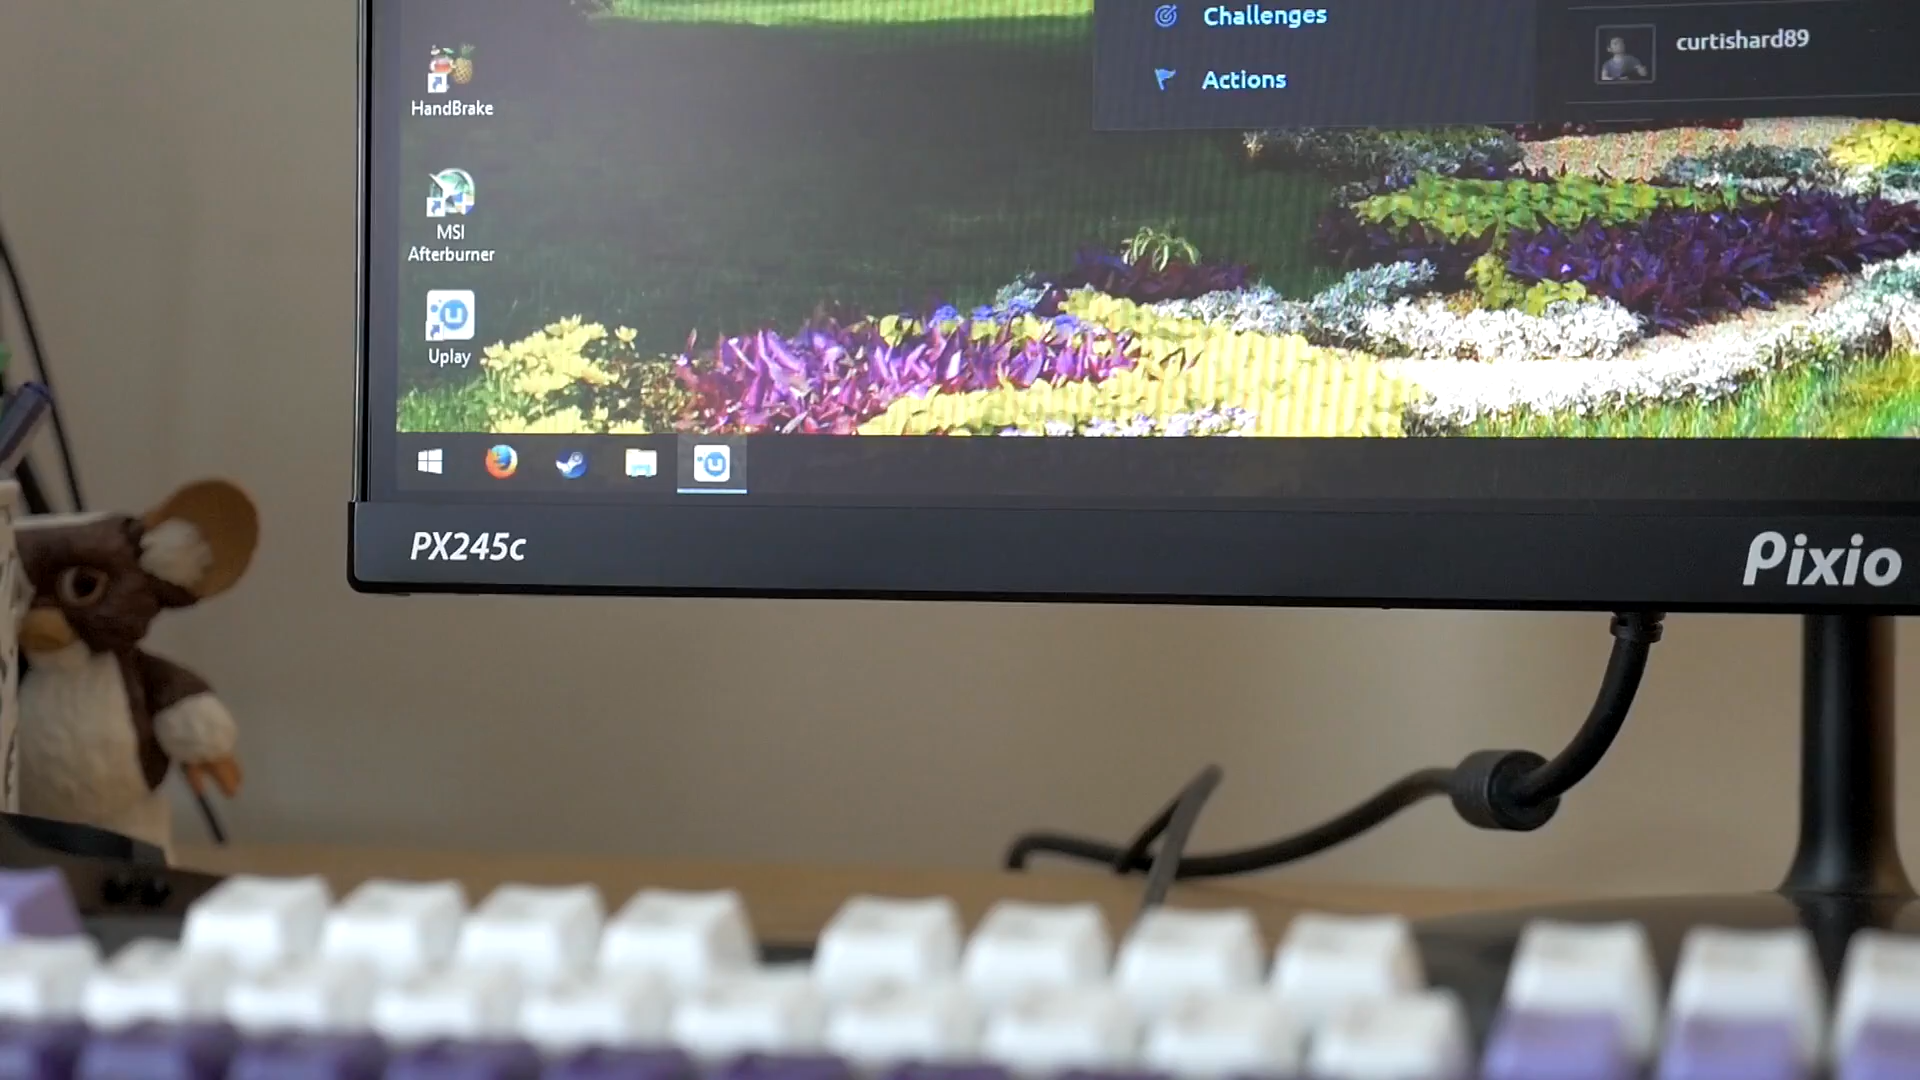 Challenges
curtishard89
Actions
HandBrake
MSI
Afterburner
Uplay
PX245c
Pixio